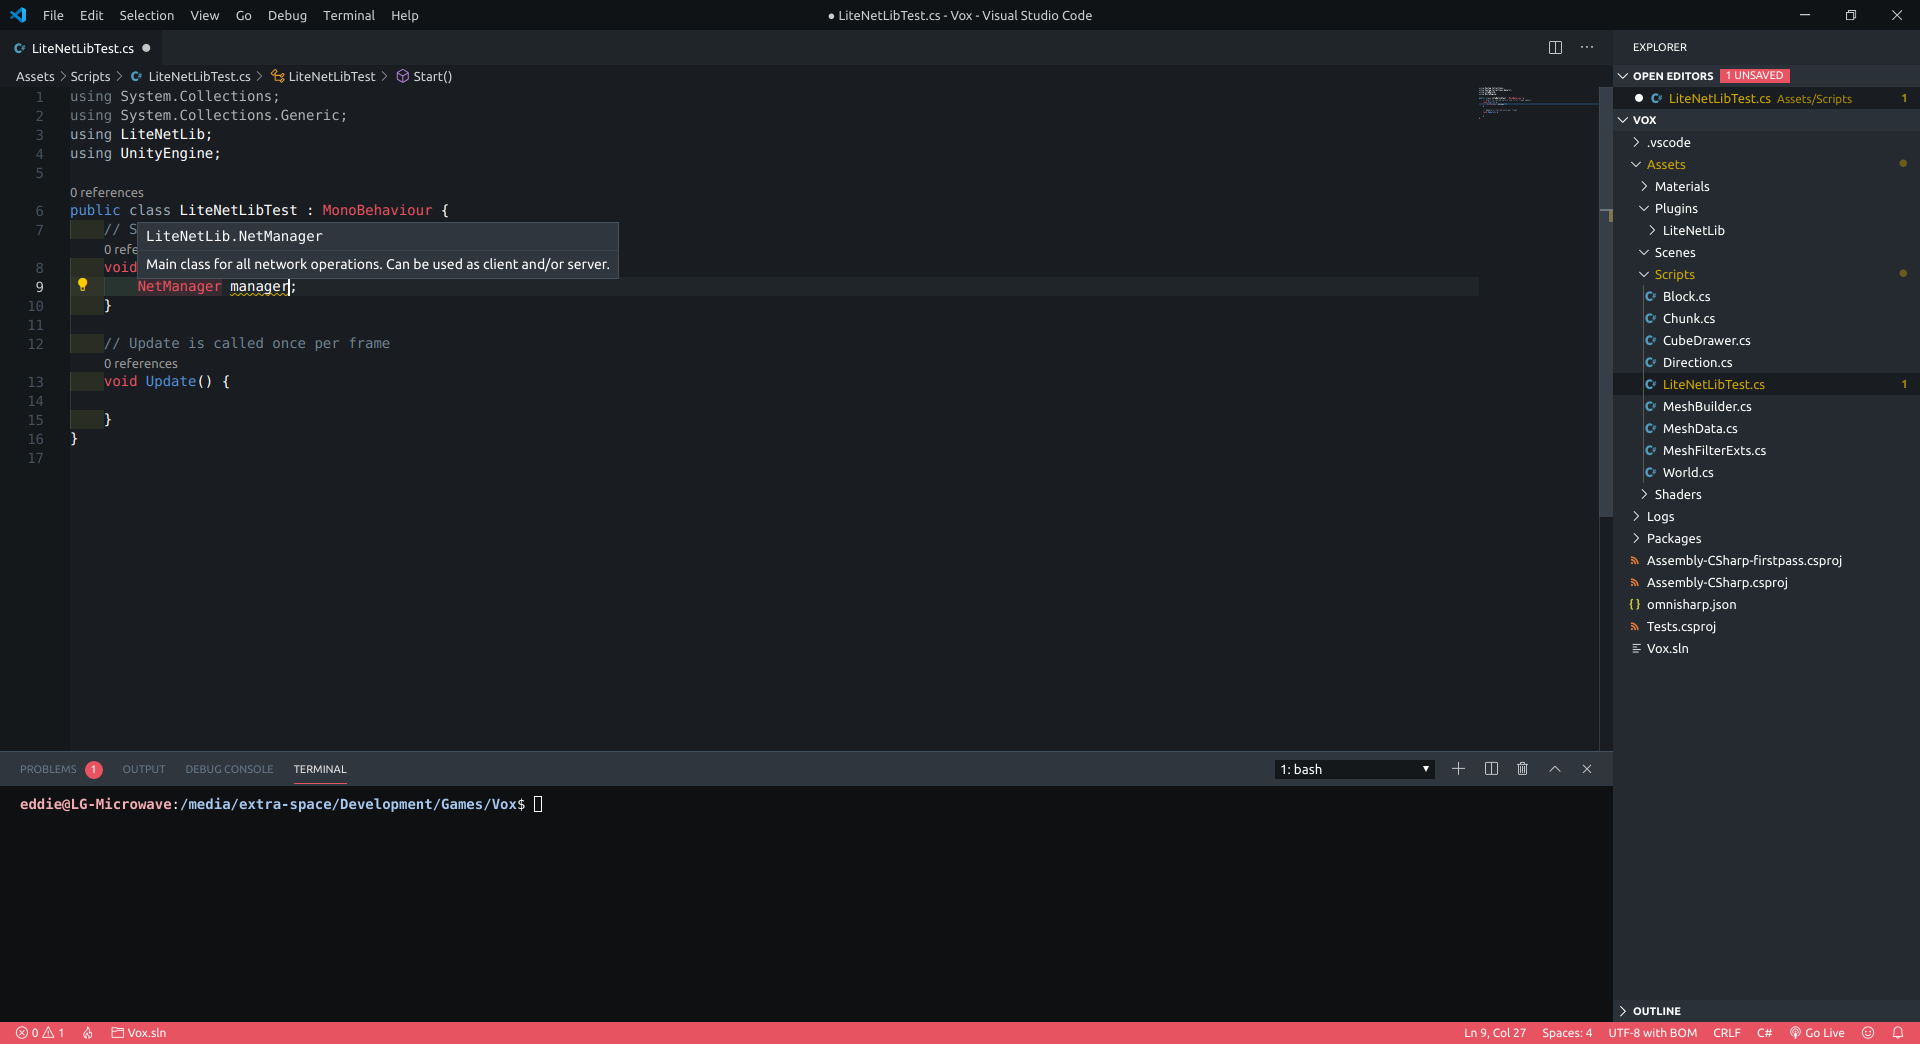 File Edit Selection View Go Debug Terminal Help
● LiteNetLibTest.cs - Vox - Visual Studio Code
LiteNetLibTest.cs
Assets > Scripts > LiteNetLibTest.cs > LiteNetLibTest > Start()
1 using System.Collections;
2 using System.Collections.Generic;
3 using LiteNetLib;
4 using UnityEngine;
5
0 references
6 public class LiteNetLibTest : MonoBehaviour {
7 // S
LiteNetLib.NetManager
0 refe
Main class for all network operations. Can be used as client and/or server.
8 void
9 NetManager manager;
10 }
11
12 // Update is called once per frame
0 references
13 void Update() {
14
15 }
16 }
17
PROBLEMS 1 OUTPUT DEBUG CONSOLE TERMINAL
1: bash
eddie@LG-Microwave:/media/extra-space/Development/Games/Vox$
EXPLORER
OPEN EDITORS 1 UNSAVED
LiteNetLibTest.cs Assets/Scripts 1
VOX
.vscode
Assets
Materials
Plugins
LiteNetLib
Scenes
Scripts
C# Block.cs
C# Chunk.cs
C# CubeDrawer.cs
C# Direction.cs
C# LiteNetLibTest.cs 1
C# MeshBuilder.cs
C# MeshData.cs
C# MeshFilterExts.cs
C# World.cs
Shaders
Logs
Packages
Assembly-CSharp-firstpass.csproj
Assembly-CSharp.csproj
{} omnisharp.json
Tests.csproj
Vox.sln
OUTLINE
0 1 Vox.sln
Ln 9, Col 27 Spaces: 4 UTF-8 with BOM CRLF C# Go Live